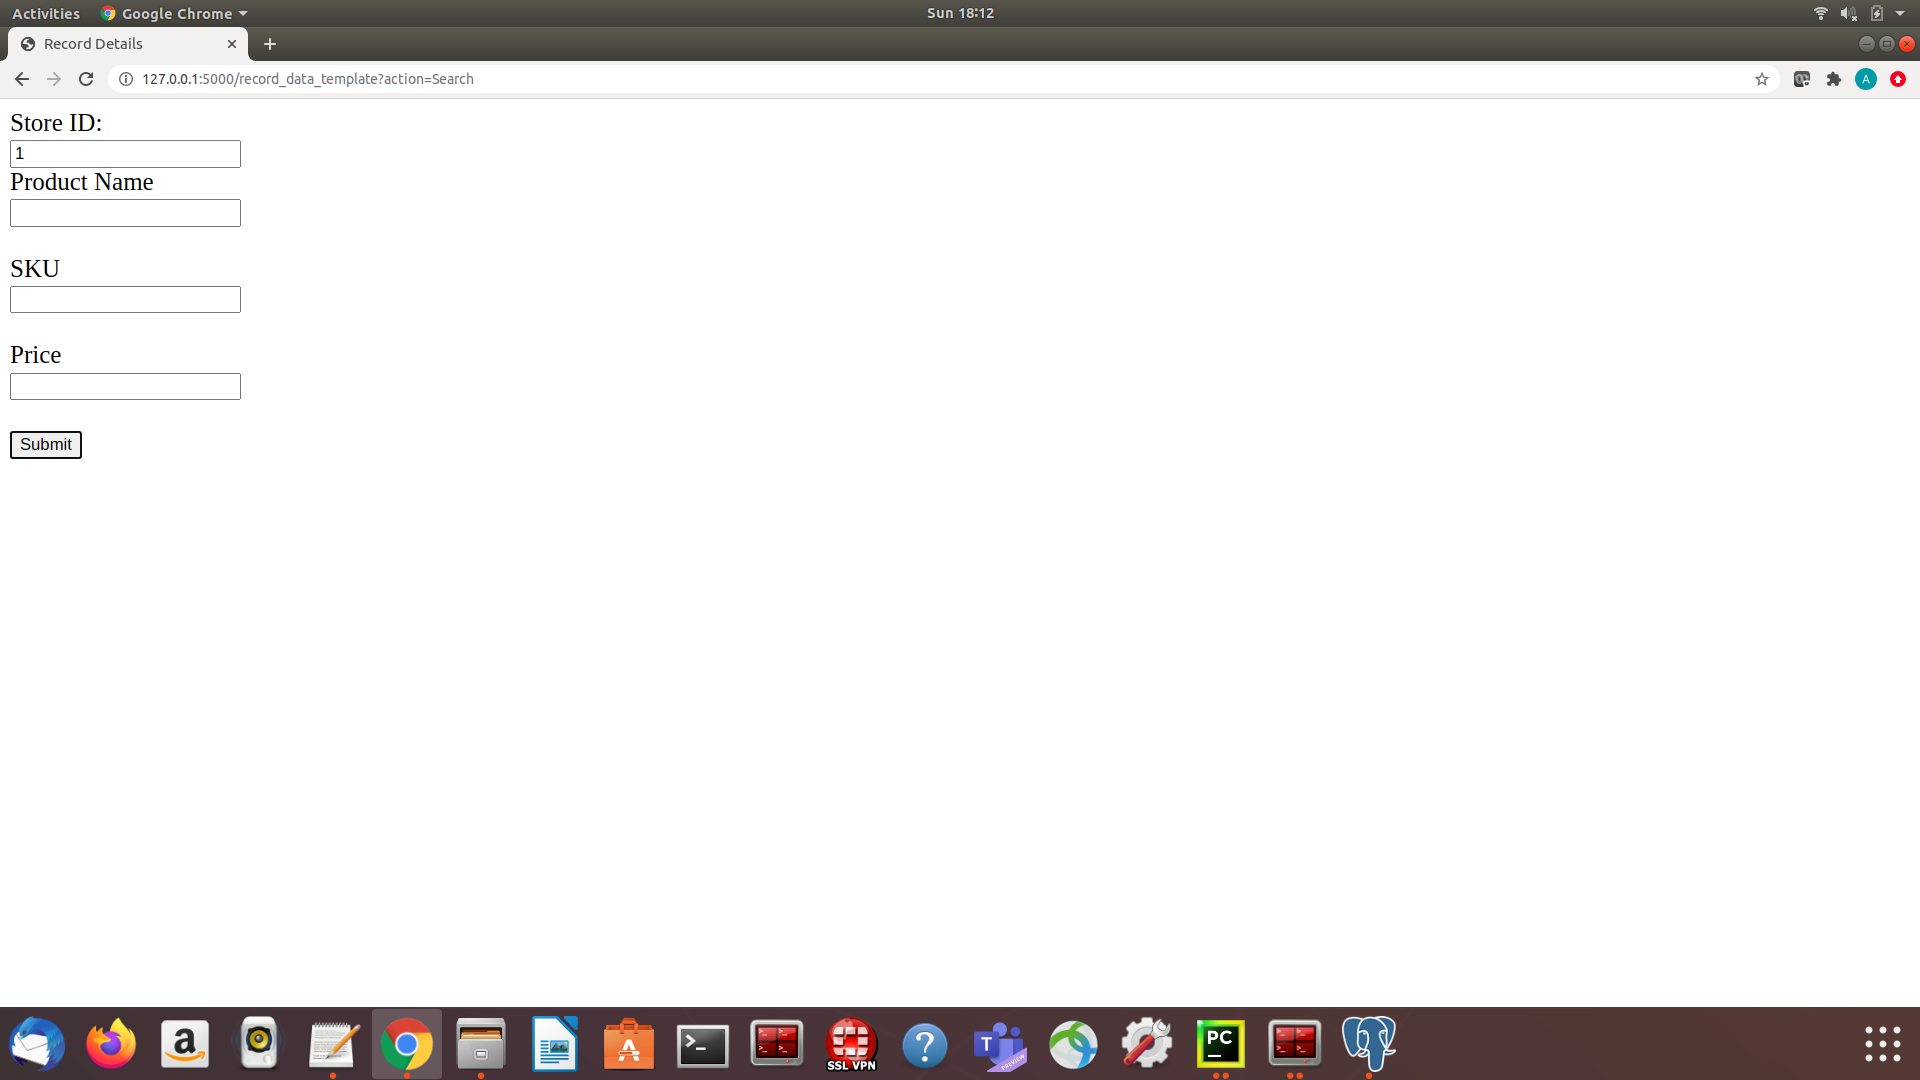 Activities Google Chrome Sun 18:12
Record Details
127.0.0.1:5000/record_data_template?action=Search
A
Store ID:
1
Product Name
SKU
Price
Submit
a
A
>_
SSL VPN
?
T
PREVIEW
PC